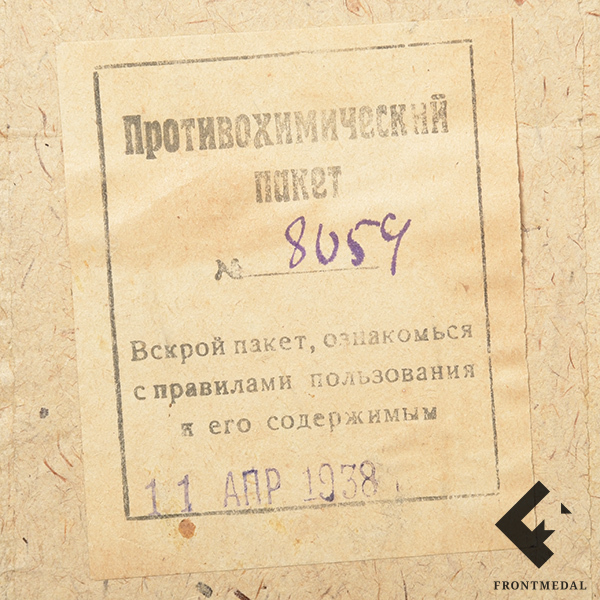 Противохимический
пакет
№ 8059
Вскрой пакет, ознакомься
с правилами пользования
и его содержимым
11 АПР 1938
FRONTMEDAL